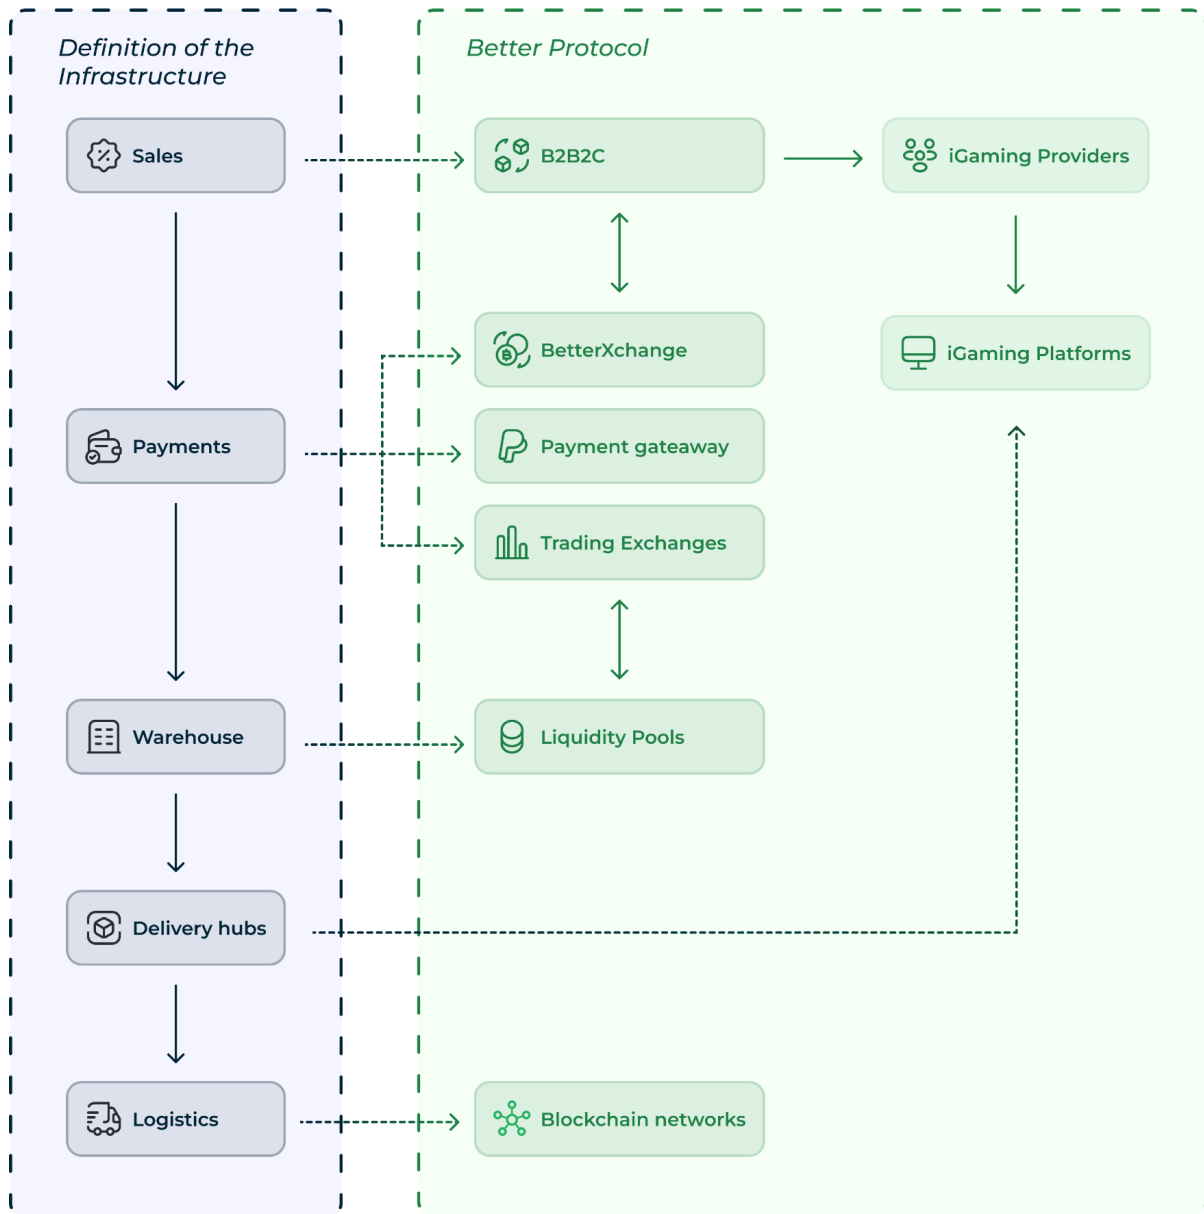 Definition of the
Infrastructure
Better Protocol
Sales
B2B2C
iGaming Providers
BetterXchange
iGaming Platforms
Payments
Payment gateaway
Trading Exchanges
Warehouse
Liquidity Pools
Delivery hubs
Logistics
Blockchain networks